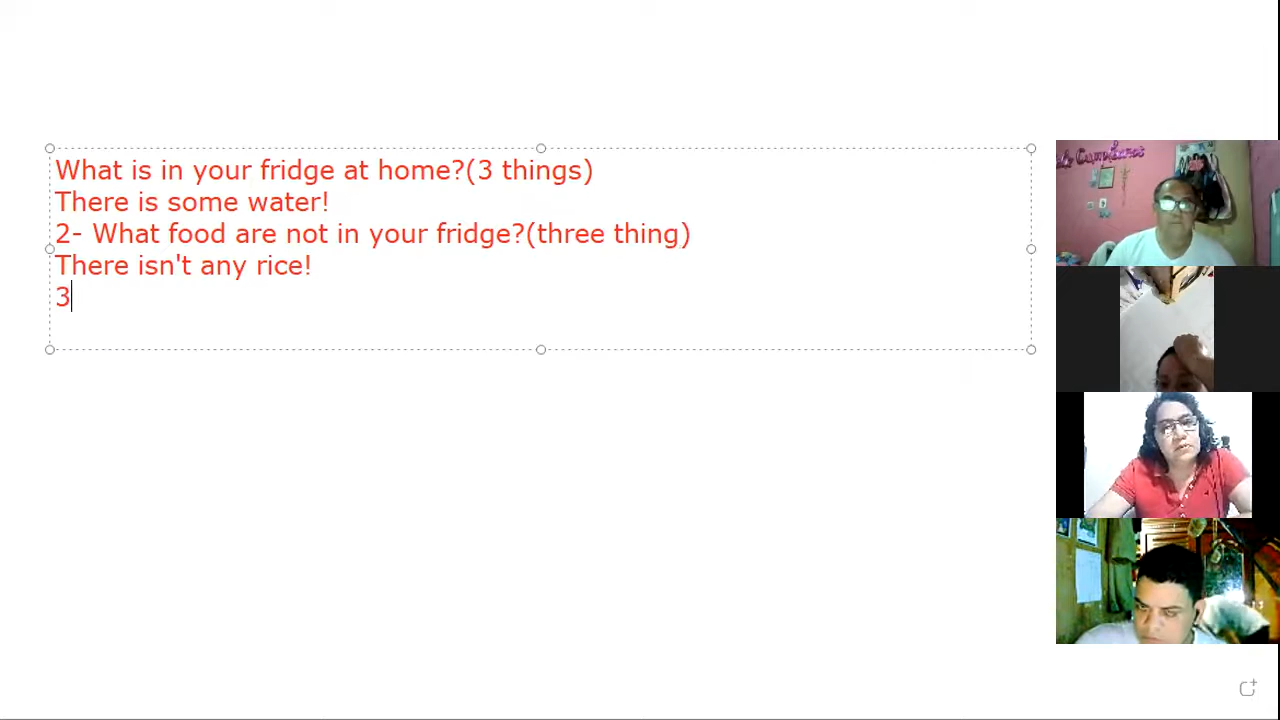 What is in your fridge at home?(3 things)
There is some water!
2- What food are not in your fridge?(three thing)
There isn't any rice!
3